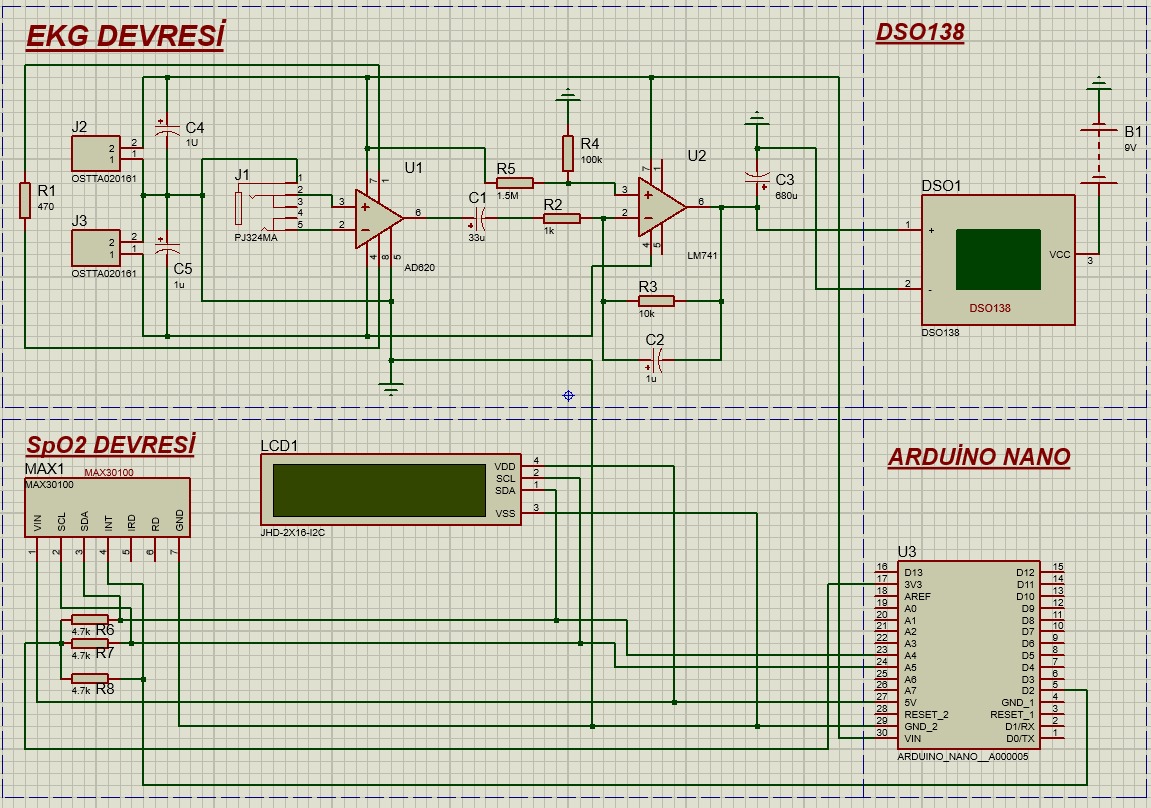 EKG DEVRESİ
DSO138
J2
2
1
2
1
OSTTA020161
C4
1U
R1
470
J3
2
1
2
1
OSTTA020161
C5
1u
J1
1
2
3
4
5
PJ324MA
U1
3
2
6
7
1
4
8
5
AD620
C1
33u
R5
1.5M
R2
1k
R4
100k
U2
3
2
6
7
1
4
5
LM741
R3
10k
C2
1u
C3
680u
DSO1
1
+
2
-
VCC
3
DSO138
DSO138
B1
9V
SpO2 DEVRESİ
MAX1
MAX30100
MAX30100
VIN
SCL
SDA
INT
IRD
RD
GND
1
2
3
4
5
6
7
4.7k
R6
4.7k
R7
4.7k
R8
LCD1
VDD
4
SCL
2
SDA
1
VSS
3
JHD-2X16-I2C
ARDUİNO NANO
U3
16 D13 D12 15
17 3V3 D11 14
18 AREF D10 13
19 A0 D9 12
20 A1 D8 11
21 A2 D7 10
22 A3 D6 9
23 A4 D5 8
24 A5 D4 7
25 A6 D3 6
26 A7 D2 5
27 5V GND_1 4
28 RESET_2 RESET_1 3
29 GND_2 D1/RX 2
30 VIN D0/TX 1
ARDUINO_NANO__A000005